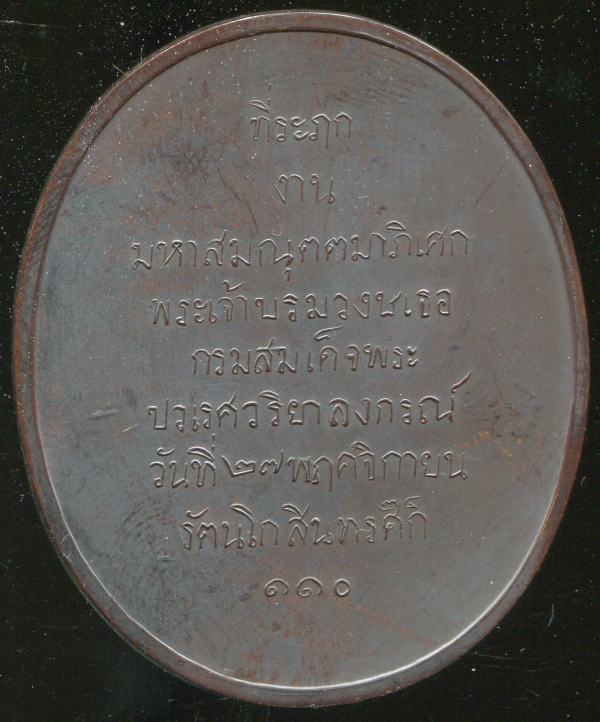 ที่ระฦก
งาน
มหาสมณุตตมาภิเศก
พระเจ้าบรมวงษเธอ
กรมสมเด็จพระ
ปวเรศวริยาลงกรณ์
วันที่ ๒๗ พฤศจิกายน
รัตนโกสินทรศ๊ก
๑๑๐